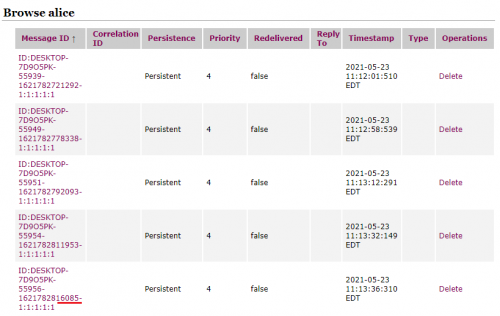 Browse alice
Message ID ↑ Correlation ID Persistence Priority Redelivered Reply To Timestamp Type Operations
ID:DESKTOP-
7D9O5PK-
55939-
1621782721292-
1:1:1:1:1 Persistent 4 false 2021-05-23 11:12:01:510 EDT Delete
ID:DESKTOP-
7D9O5PK-
55949-
1621782778338-
1:1:1:1:1 Persistent 4 false 2021-05-23 11:12:58:539 EDT Delete
ID:DESKTOP-
7D9O5PK-
55951-
1621782792093-
1:1:1:1:1 Persistent 4 false 2021-05-23 11:13:12:291 EDT Delete
ID:DESKTOP-
7D9O5PK-
55954-
1621782811953-
1:1:1:1:1 Persistent 4 false 2021-05-23 11:13:32:149 EDT Delete
ID:DESKTOP-
7D9O5PK-
55956-
1621782816085-
1:1:1:1:1 Persistent 4 false 2021-05-23 11:13:36:310 EDT Delete